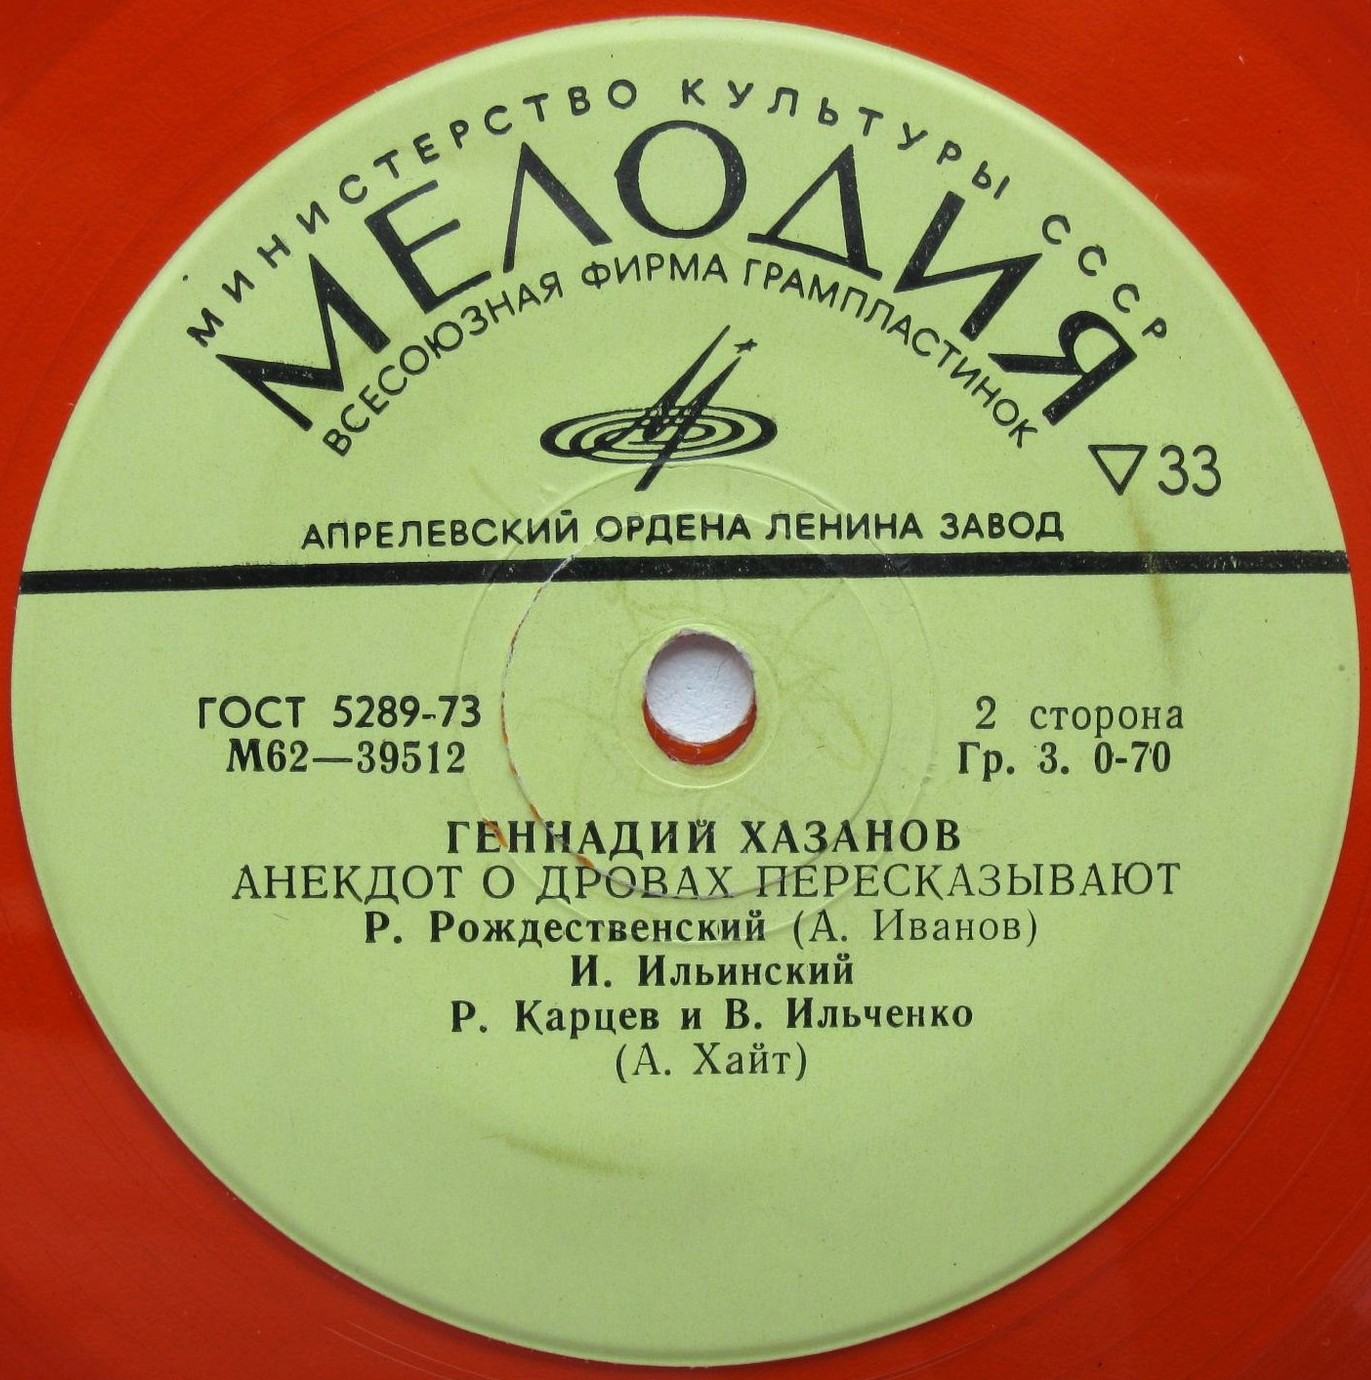 МИНИСТЕРСТВО КУЛЬТУРЫ СССР
МЕЛОДИЯ
ВСЕСОЮЗНАЯ ФИРМА ГРАМПЛАСТИНОК
▽33
АПРЕЛЕВСКИЙ ОРДЕНА ЛЕНИНА ЗАВОД
ГОСТ 5289-73
М62—39512
2 сторона
Гр. 3. 0-70
ГЕННАДИЙ ХАЗАНОВ
АНЕКДОТ О ДРОВАХ ПЕРЕСКАЗЫВАЮТ
Р. Рождественский (А. Иванов)
И. Ильинский
Р. Карцев и В. Ильченко
(А. Хайт)